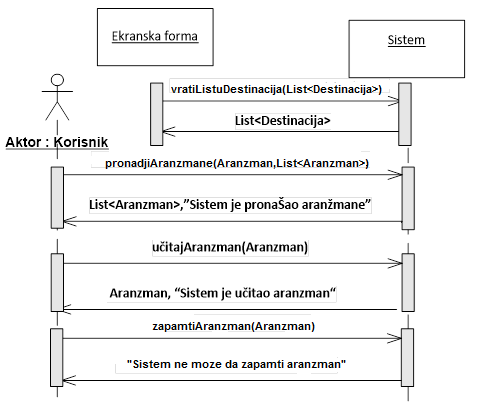 Ekranska forma
Sistem
Aktor : Korisnik
vratiListuDestinacija(List<Destinacija>)
List<Destinacija>
pronadjiAranzmane(Aranzman,List<Aranzman>)
List<Aranzman>,”Sistem je pronaŠao aranžmane”
učitajAranzman(Aranzman)
Aranzman, “Sistem je učitao aranzman“
zapamtiAranzman(Aranzman)
"Sistem ne moze da zapamti aranzman"